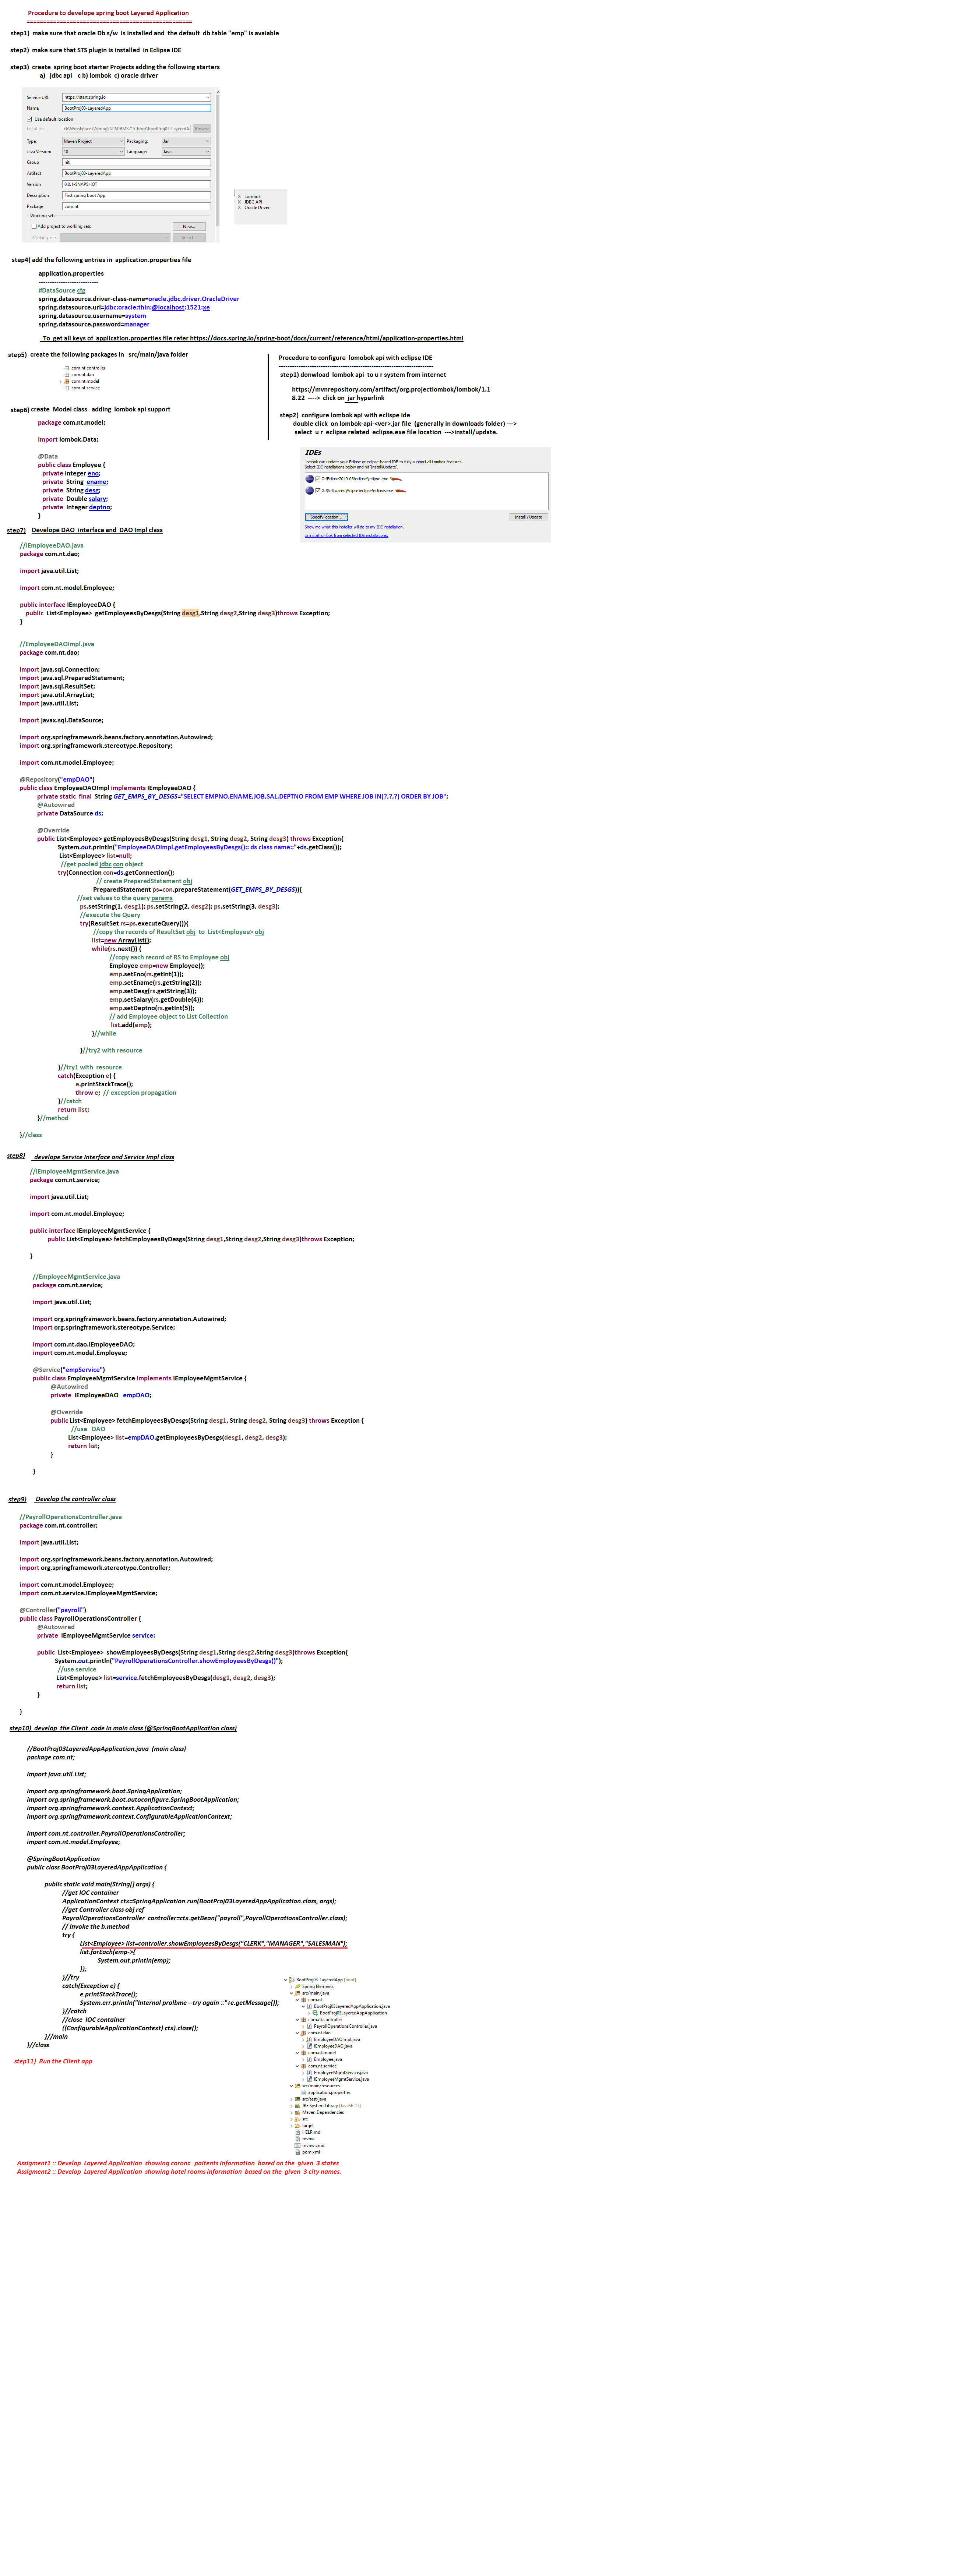 Procedure to develope spring boot Layered Application
==================================================
step1) make sure that oracle Db s/w is installed and the default db table "emp" is avaiable
step2) make sure that STS plugin is installed in Eclipse IDE
step3) create spring boot starter Projects adding the following starters
a) jdbc api c b) lombok c) oracle driver
Service URL https://start.spring.io
Name BootProj03-LayeredApp
Use default location
Location Browse
Type: Maven Project Packaging: Jar
Java Version: 18 Language: Java
Group nit
Artifact BootProj03-LayeredApp
Version 0.0.1-SNAPSHOT
Description First spring boot App
Package com.nt
Working sets
Add project to working sets New...
Working sets: Select...
X Lombok
X JDBC API
X Oracle Driver
step4) add the following entries in application.properties file
application.properties
---------------------------
#DataSource cfg
spring.datasource.driver-class-name=oracle.jdbc.driver.OracleDriver
spring.datasource.url=jdbc:oracle:thin:@localhost:1521:xe
spring.datasource.username=system
spring.datasource.password=manager
To get all keys of application.properties file refer https://docs.spring.io/spring-boot/docs/current/reference/html/application-properties.html
step5) create the following packages in src/main/java folder
com.nt.controller
com.nt.dao
com.nt.model
com.nt.service
step6) create Model class adding lombok api support
package com.nt.model;
import lombok.Data;
@Data
public class Employee {
private Integer eno;
private String ename;
private String desg;
private Double salary;
private Integer deptno;
}
Procedure to configure lomobok api with eclipse IDE
----------------------------------------------------------------------
step1) donwload lombok api to u r system from internet
https://mvnrepository.com/artifact/org.projectlombok/lombok/1.1
8.22 ----> click on jar hyperlink
step2) configure lombok api with eclispe ide
double click on lombok-api-<ver>.jar file (generally in downloads folder) --->
select u r eclipse related eclipse.exe file location --->install/update.
IDEs
Lombok can update your Eclipse or eclipse-based IDE to fully support all Lombok features.
Select IDE installations below and hit 'Install/Update'.
G:\Eclipse2019-03\eclipse\eclipse.exe
G:\Softwares\Eclipse\eclipse\eclipse.exe
Specify location... Install / Update
Show me what this installer will do to my IDE installation.
Uninstall lombok from selected IDE installations.
step7) Develope DAO interface and DAO Impl class
//IEmployeeDAO.java
package com.nt.dao;
import java.util.List;
import com.nt.model.Employee;
public interface IEmployeeDAO {
public List<Employee> getEmployeesByDesgs(String desg1,String desg2,String desg3)throws Exception;
}
//EmployeeDAOImpl.java
package com.nt.dao;
import java.sql.Connection;
import java.sql.PreparedStatement;
import java.sql.ResultSet;
import java.util.ArrayList;
import java.util.List;
import javax.sql.DataSource;
import org.springframework.beans.factory.annotation.Autowired;
import org.springframework.stereotype.Repository;
import com.nt.model.Employee;
@Repository("empDAO")
public class EmployeeDAOImpl implements IEmployeeDAO {
private static final String GET_EMPS_BY_DESGS="SELECT EMPNO,ENAME,JOB,SAL,DEPTNO FROM EMP WHERE JOB IN(?,?,?) ORDER BY JOB";
@Autowired
private DataSource ds;
@Override
public List<Employee> getEmployeesByDesgs(String desg1, String desg2, String desg3) throws Exception{
System.out.println("EmployeeDAOImpl.getEmployeesByDesgs():: ds class name::"+ds.getClass());
List<Employee> list=null;
//get pooled jdbc con object
try(Connection con=ds.getConnection();
// create PreparedStatement obj
PreparedStatement ps=con.prepareStatement(GET_EMPS_BY_DESGS)){
//set values to the query params
ps.setString(1, desg1); ps.setString(2, desg2); ps.setString(3, desg3);
//execute the Query
try(ResultSet rs=ps.executeQuery()){
//copy the records of ResultSet obj to List<Employee> obj
list=new ArrayList();
while(rs.next()) {
//copy each record of RS to Employee obj
Employee emp=new Employee();
emp.setEno(rs.getInt(1));
emp.setEname(rs.getString(2));
emp.setDesg(rs.getString(3));
emp.setSalary(rs.getDouble(4));
emp.setDeptno(rs.getInt(5));
// add Employee object to List Collection
list.add(emp);
}//while
}//try2 with resource
}//try1 with resource
catch(Exception e) {
e.printStackTrace();
throw e; // exception propagation
}//catch
return list;
}//method
}//class
step8) develope Service Interface and Service Impl class
//IEmployeeMgmtService.java
package com.nt.service;
import java.util.List;
import com.nt.model.Employee;
public interface IEmployeeMgmtService {
public List<Employee> fetchEmployeesByDesgs(String desg1,String desg2,String desg3)throws Exception;
}
//EmployeeMgmtService.java
package com.nt.service;
import java.util.List;
import org.springframework.beans.factory.annotation.Autowired;
import org.springframework.stereotype.Service;
import com.nt.dao.IEmployeeDAO;
import com.nt.model.Employee;
@Service("empService")
public class EmployeeMgmtService implements IEmployeeMgmtService {
@Autowired
private IEmployeeDAO empDAO;
@Override
public List<Employee> fetchEmployeesByDesgs(String desg1, String desg2, String desg3) throws Exception {
//use DAO
List<Employee> list=empDAO.getEmployeesByDesgs(desg1, desg2, desg3);
return list;
}
}
step9) Develop the controller class
//PayrollOperationsController.java
package com.nt.controller;
import java.util.List;
import org.springframework.beans.factory.annotation.Autowired;
import org.springframework.stereotype.Controller;
import com.nt.model.Employee;
import com.nt.service.IEmployeeMgmtService;
@Controller("payroll")
public class PayrollOperationsController {
@Autowired
private IEmployeeMgmtService service;
public List<Employee> showEmployeesByDesgs(String desg1,String desg2,String desg3)throws Exception{
System.out.println("PayrollOperationsController.showEmployeesByDesgs()");
//use service
List<Employee> list=service.fetchEmployeesByDesgs(desg1, desg2, desg3);
return list;
}
}
step10) develop the Client code in main class (@SpringBootApplication class)
//BootProj03LayeredAppApplication.java (main class)
package com.nt;
import java.util.List;
import org.springframework.boot.SpringApplication;
import org.springframework.boot.autoconfigure.SpringBootApplication;
import org.springframework.context.ApplicationContext;
import org.springframework.context.ConfigurableApplicationContext;
import com.nt.controller.PayrollOperationsController;
import com.nt.model.Employee;
@SpringBootApplication
public class BootProj03LayeredAppApplication {
public static void main(String[] args) {
//get IOC container
ApplicationContext ctx=SpringApplication.run(BootProj03LayeredAppApplication.class, args);
//get Controller class obj ref
PayrollOperationsController controller=ctx.getBean("payroll",PayrollOperationsController.class);
// invoke the b.method
try {
List<Employee> list=controller.showEmployeesByDesgs("CLERK","MANAGER","SALESMAN");
list.forEach(emp->{
System.out.println(emp);
});
}//try
catch(Exception e) {
e.printStackTrace();
System.err.println("Internal prolbme --try again ::"+e.getMessage());
}//catch
//close IOC container
((ConfigurableApplicationContext) ctx).close();
}//main
}//class
step11) Run the Client app
BootProj03-LayeredApp [boot]
Spring Elements
src/main/java
com.nt
BootProj03LayeredAppApplication.java
BootProj03LayeredAppApplication
com.nt.controller
PayrollOperationsController.java
com.nt.dao
EmployeeDAOImpl.java
IEmployeeDAO.java
com.nt.model
Employee.java
com.nt.service
EmployeeMgmtService.java
IEmployeeMgmtService.java
src/main/resources
application.properties
src/test/java
JRE System Library [JavaSE-17]
Maven Dependencies
src
target
HELP.md
mvnw
mvnw.cmd
pom.xml
Assigment1 :: Develop Layered Application showing caronc paitents information based on the given 3 states
Assigment2 :: Develop Layered Application showing hotel rooms information based on the given 3 city names.